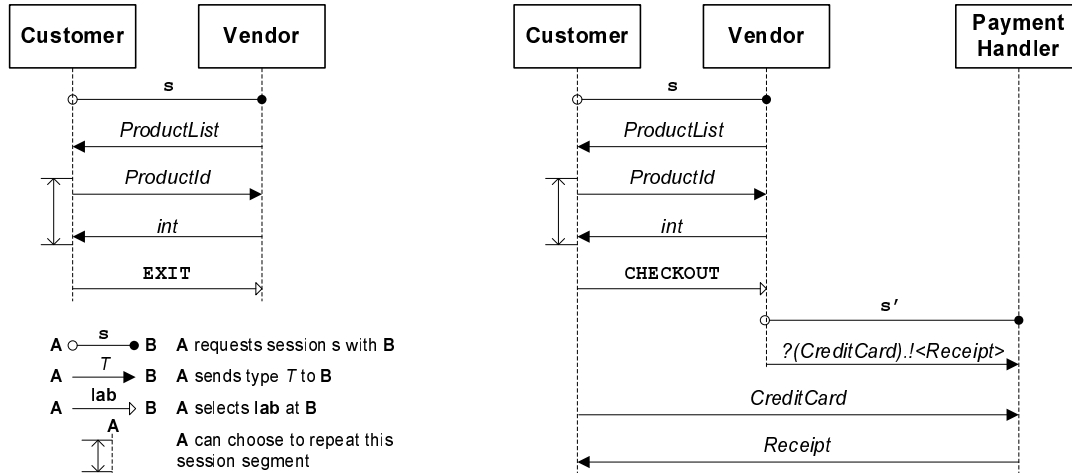 Customer
Vendor
s
ProductList
ProductId
int
EXIT
A s B A requests session s with B
A T B A sends type T to B
A lab B A selects lab at B
A A can choose to repeat this
session segment
Customer
Vendor
Payment
Handler
s
ProductList
ProductId
int
CHECKOUT
s’
?(CreditCard).!<Receipt>
CreditCard
Receipt